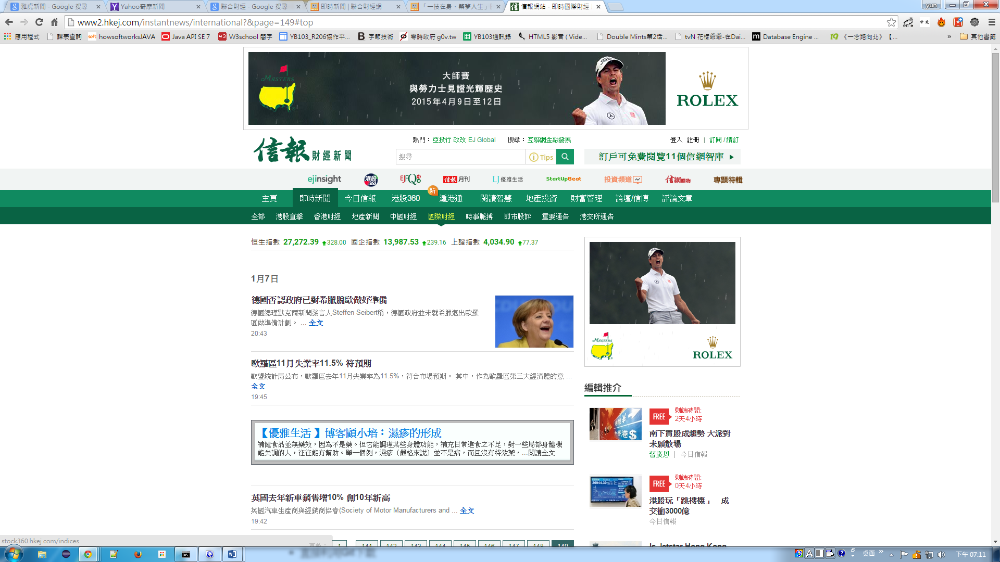 雅虎新聞 - Google 搜尋
Yahoo奇摩新聞
聯合財經 - Google 搜尋
即時新聞 | 聯合財經網
「一技在身、築夢人生」
信報網站 - 即時國際財經
yun
www2.hkej.com/instantnews/international?&page=149#top
應用程式
課表查詢
howsoftworksJAVA
Java API SE 7
W3school 簡字
YB103_R206協作平...
字節技術
零時政府 g0v.tw
YB103通訊錄
HTML5 影音 ( Vide...
Double Mints第2话...
tvN 花樣爺爺-在Dai...
Database Engine ...
《一念路向北》【...
»
其他書籤
MASTERS
大師賽
與勞力士見證光輝歷史
2015年4月9日至12日
Titleist
ROLEX
信報 財經新聞
熱門：亞投行 政改 EJ Global
搜尋：互聯網金融發展
登入 註冊 | 訂閱 / 續訂
搜尋
Tips
訂戶可免費閱覽11個信網智庫
ejinsight
港股360
EJFQ
信報月刊
LJ優雅生活
StartUpBeat
投資頻道
信網購物
專題特輯
主頁
即時新聞
今日信報
港股360
新
滬港通
閱讀智慧
地產投資
財富管理
論壇/信博
評論文章
全部
港股直擊
香港財經
地產新聞
中國財經
國際財經
時事脈搏
即市股評
重要通告
港交所通告
恒生指數 27,272.39 328.00 國企指數 13,987.53 239.16 上證指數 4,034.90 77.37
1月7日
德國否認政府已對希臘脫歐做好準備
德國總理默克爾新聞發言人Steffen Seibert稱，德國政府並未就希臘退出歐羅
區做準備計劃。 ... 全文
20:43
歐羅區11月失業率11.5% 符預期
歐盟統計局公布，歐羅區去年11月失業率為11.5%，符合市場預期。 其中，作為歐羅區第三大經濟體的意 ...
全文
19:45
【優雅生活 】博客顧小培︰濕疹的形成
補健食品並無藥效，因為不是藥。但它能調理某些身體功能，補充日常進食之不足，對一些局部身體機
能失調的人，往往能有幫助。舉一個例，濕疹〔嚴格來說〕並不是病，而且沒有特效藥，...閱讀全文
英國去年新車銷售增10% 創10年新高
英國汽車生產商與經銷商協會(Society of Motor Manufacturers and ... 全文
19:42
頁數：
1
141
142
143
144
145
146
147
148
149
MASTERS
ROLEX
編輯推介
FREE
剩餘時間:
2天4小時
南下買股成趨勢 大派對
未願散場
習廣思 | 今日信報
26944.39
FREE
剩餘時間:
0天4小時
港股玩「跳樓機」 成
交衝3000億
今日信報
Is Jetstar Hong Kong
stock360.hkej.com/indices
桌面
下午 07:11